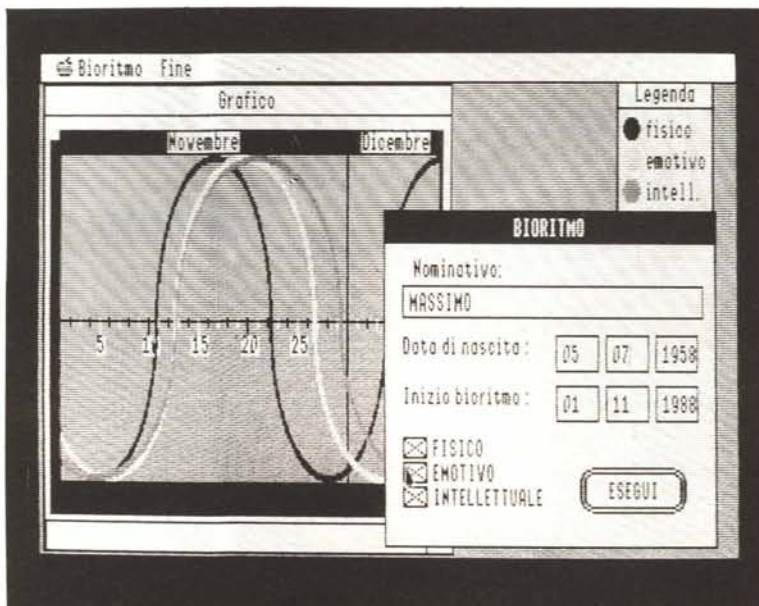 Bioritmo Fine
Grafico
Legenda
Novembre Dicembre
fisico
emotivo
intell.
5 10 15 20 25
BIORITMO
Nominativo:
MASSIMO
Data di nascita: 05 07 1958
Inizio bioritmo: 01 11 1988
FISICO
EMOTIVO
INTELLETTUALE
ESEGUI